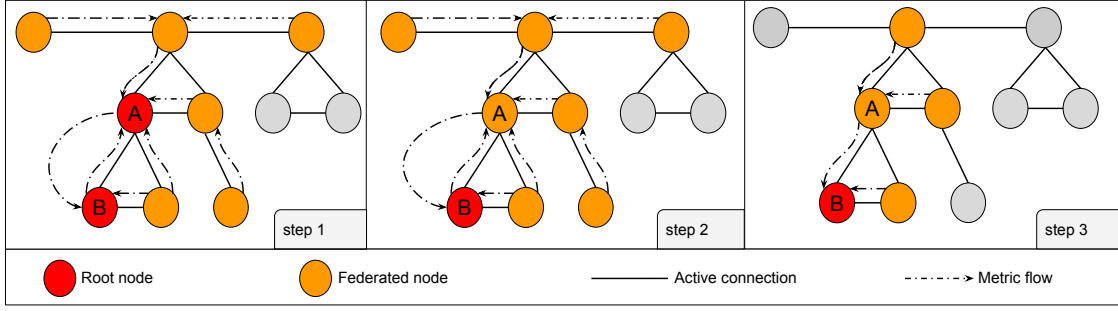 A
B
step 1
A
B
step 2
A
B
step 3
Root node
Federated node
Active connection
Metric flow